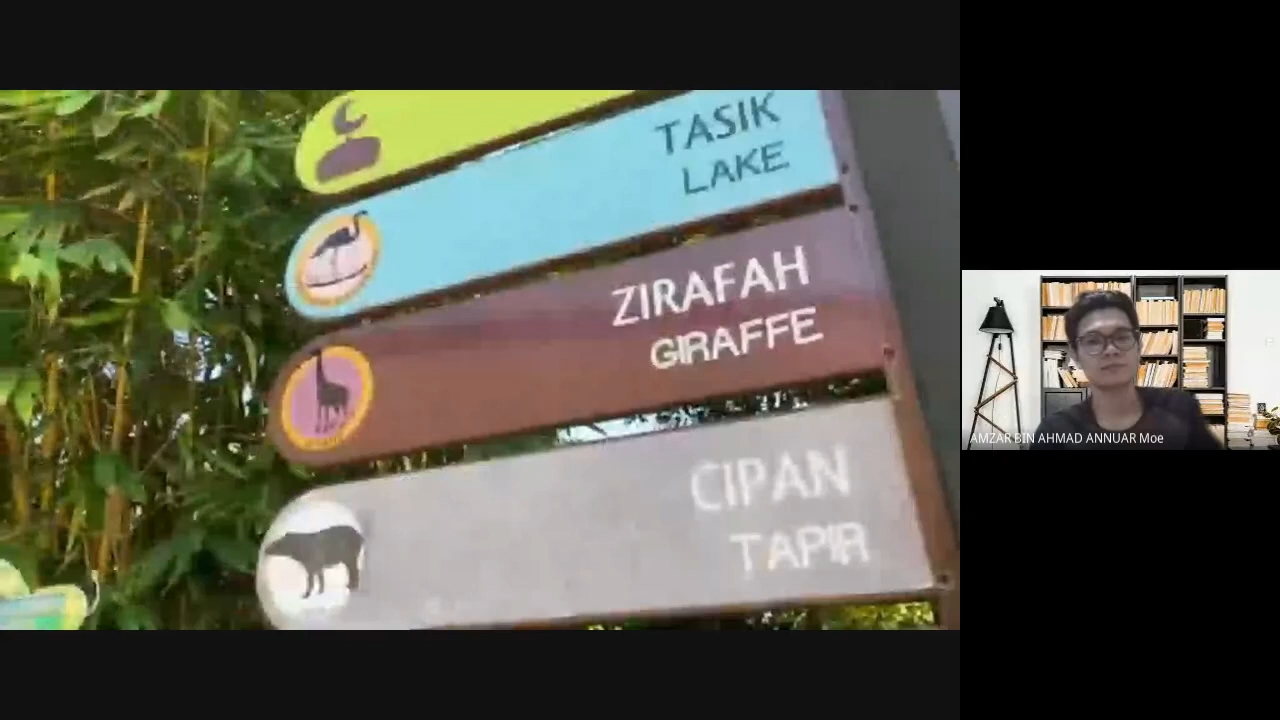 TASIK
LAKE
ZIRAFAH
GIRAFFE
CIPAN
TAPIR
AMZAR BIN AHMAD ANNUAR Moe